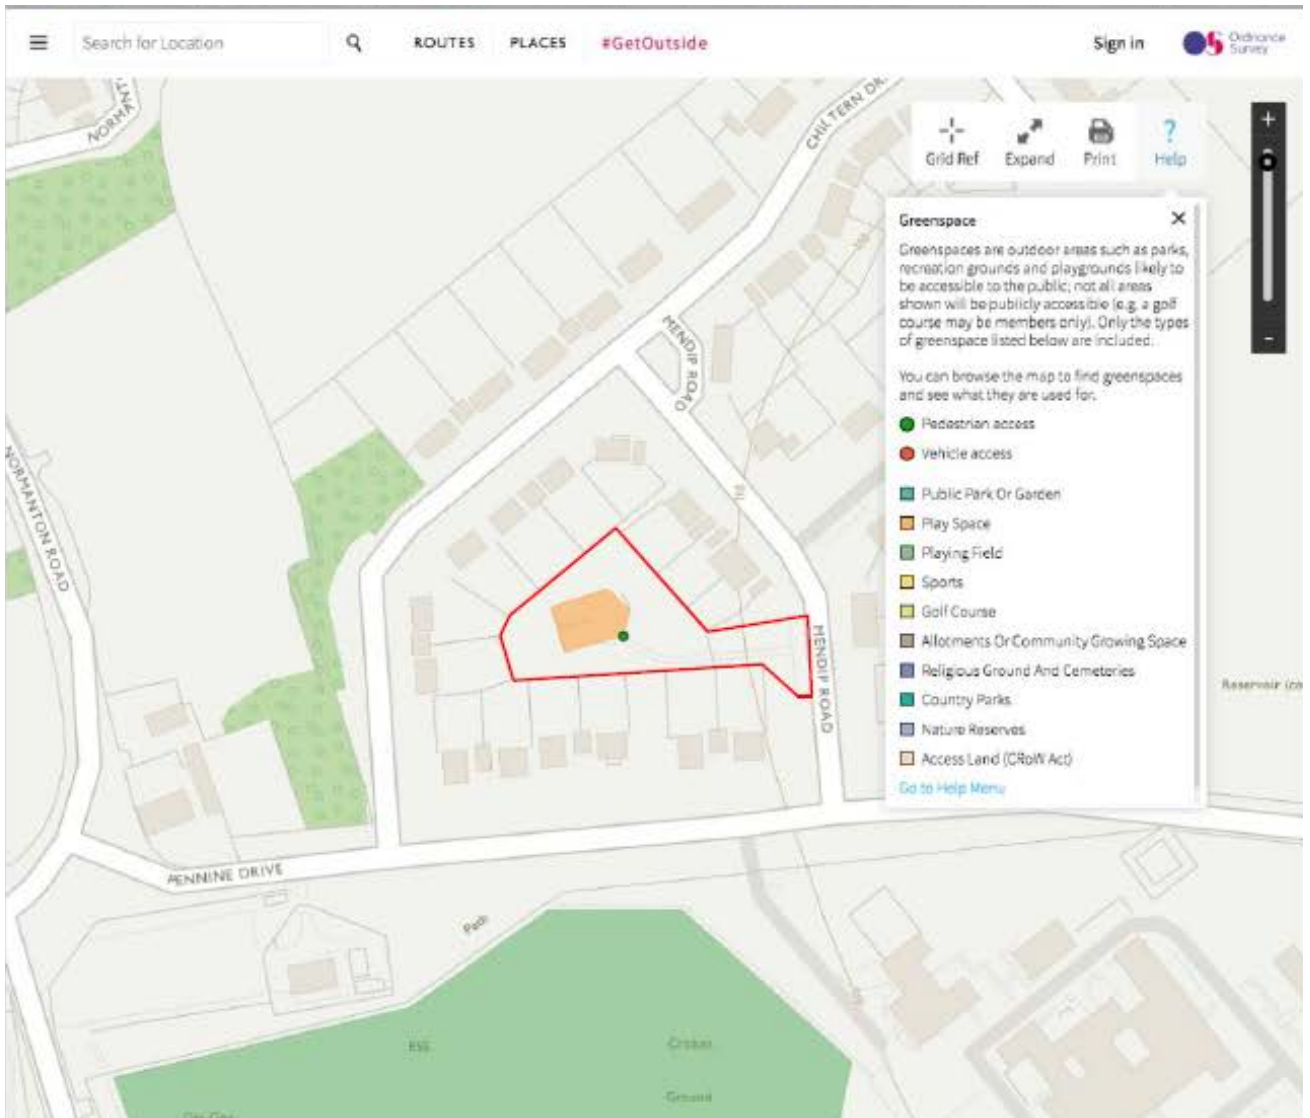 Search for Location
ROUTES
PLACES
#GetOutside
Sign in
Ordnance
Survey
CHILTERN DR
Grid Ref
Expand
Print
Help
Greenspace
Greenspaces are outdoor areas such as parks,
recreation grounds and playgrounds likely to
be accessible to the public; not all areas
shown will be publicly accessible (e.g. a golf
course may be members only). Only the types
of greenspace listed below are included.
You can browse the map to find greenspaces
and see what they are used for.
Pedestrian access
Vehicle access
Public Park Or Garden
Play Space
Playing Field
Sports
Golf Course
Allotments Or Community Growing Space
Religious Ground And Cemeteries
Country Parks
Nature Reserves
Access Land (CRoW Act)
Go to Help Menu
MENDIP ROAD
NORMANTON ROAD
MENDIP ROAD
Reservoir
PENNINE DRIVE
Path
Cricket
Ground